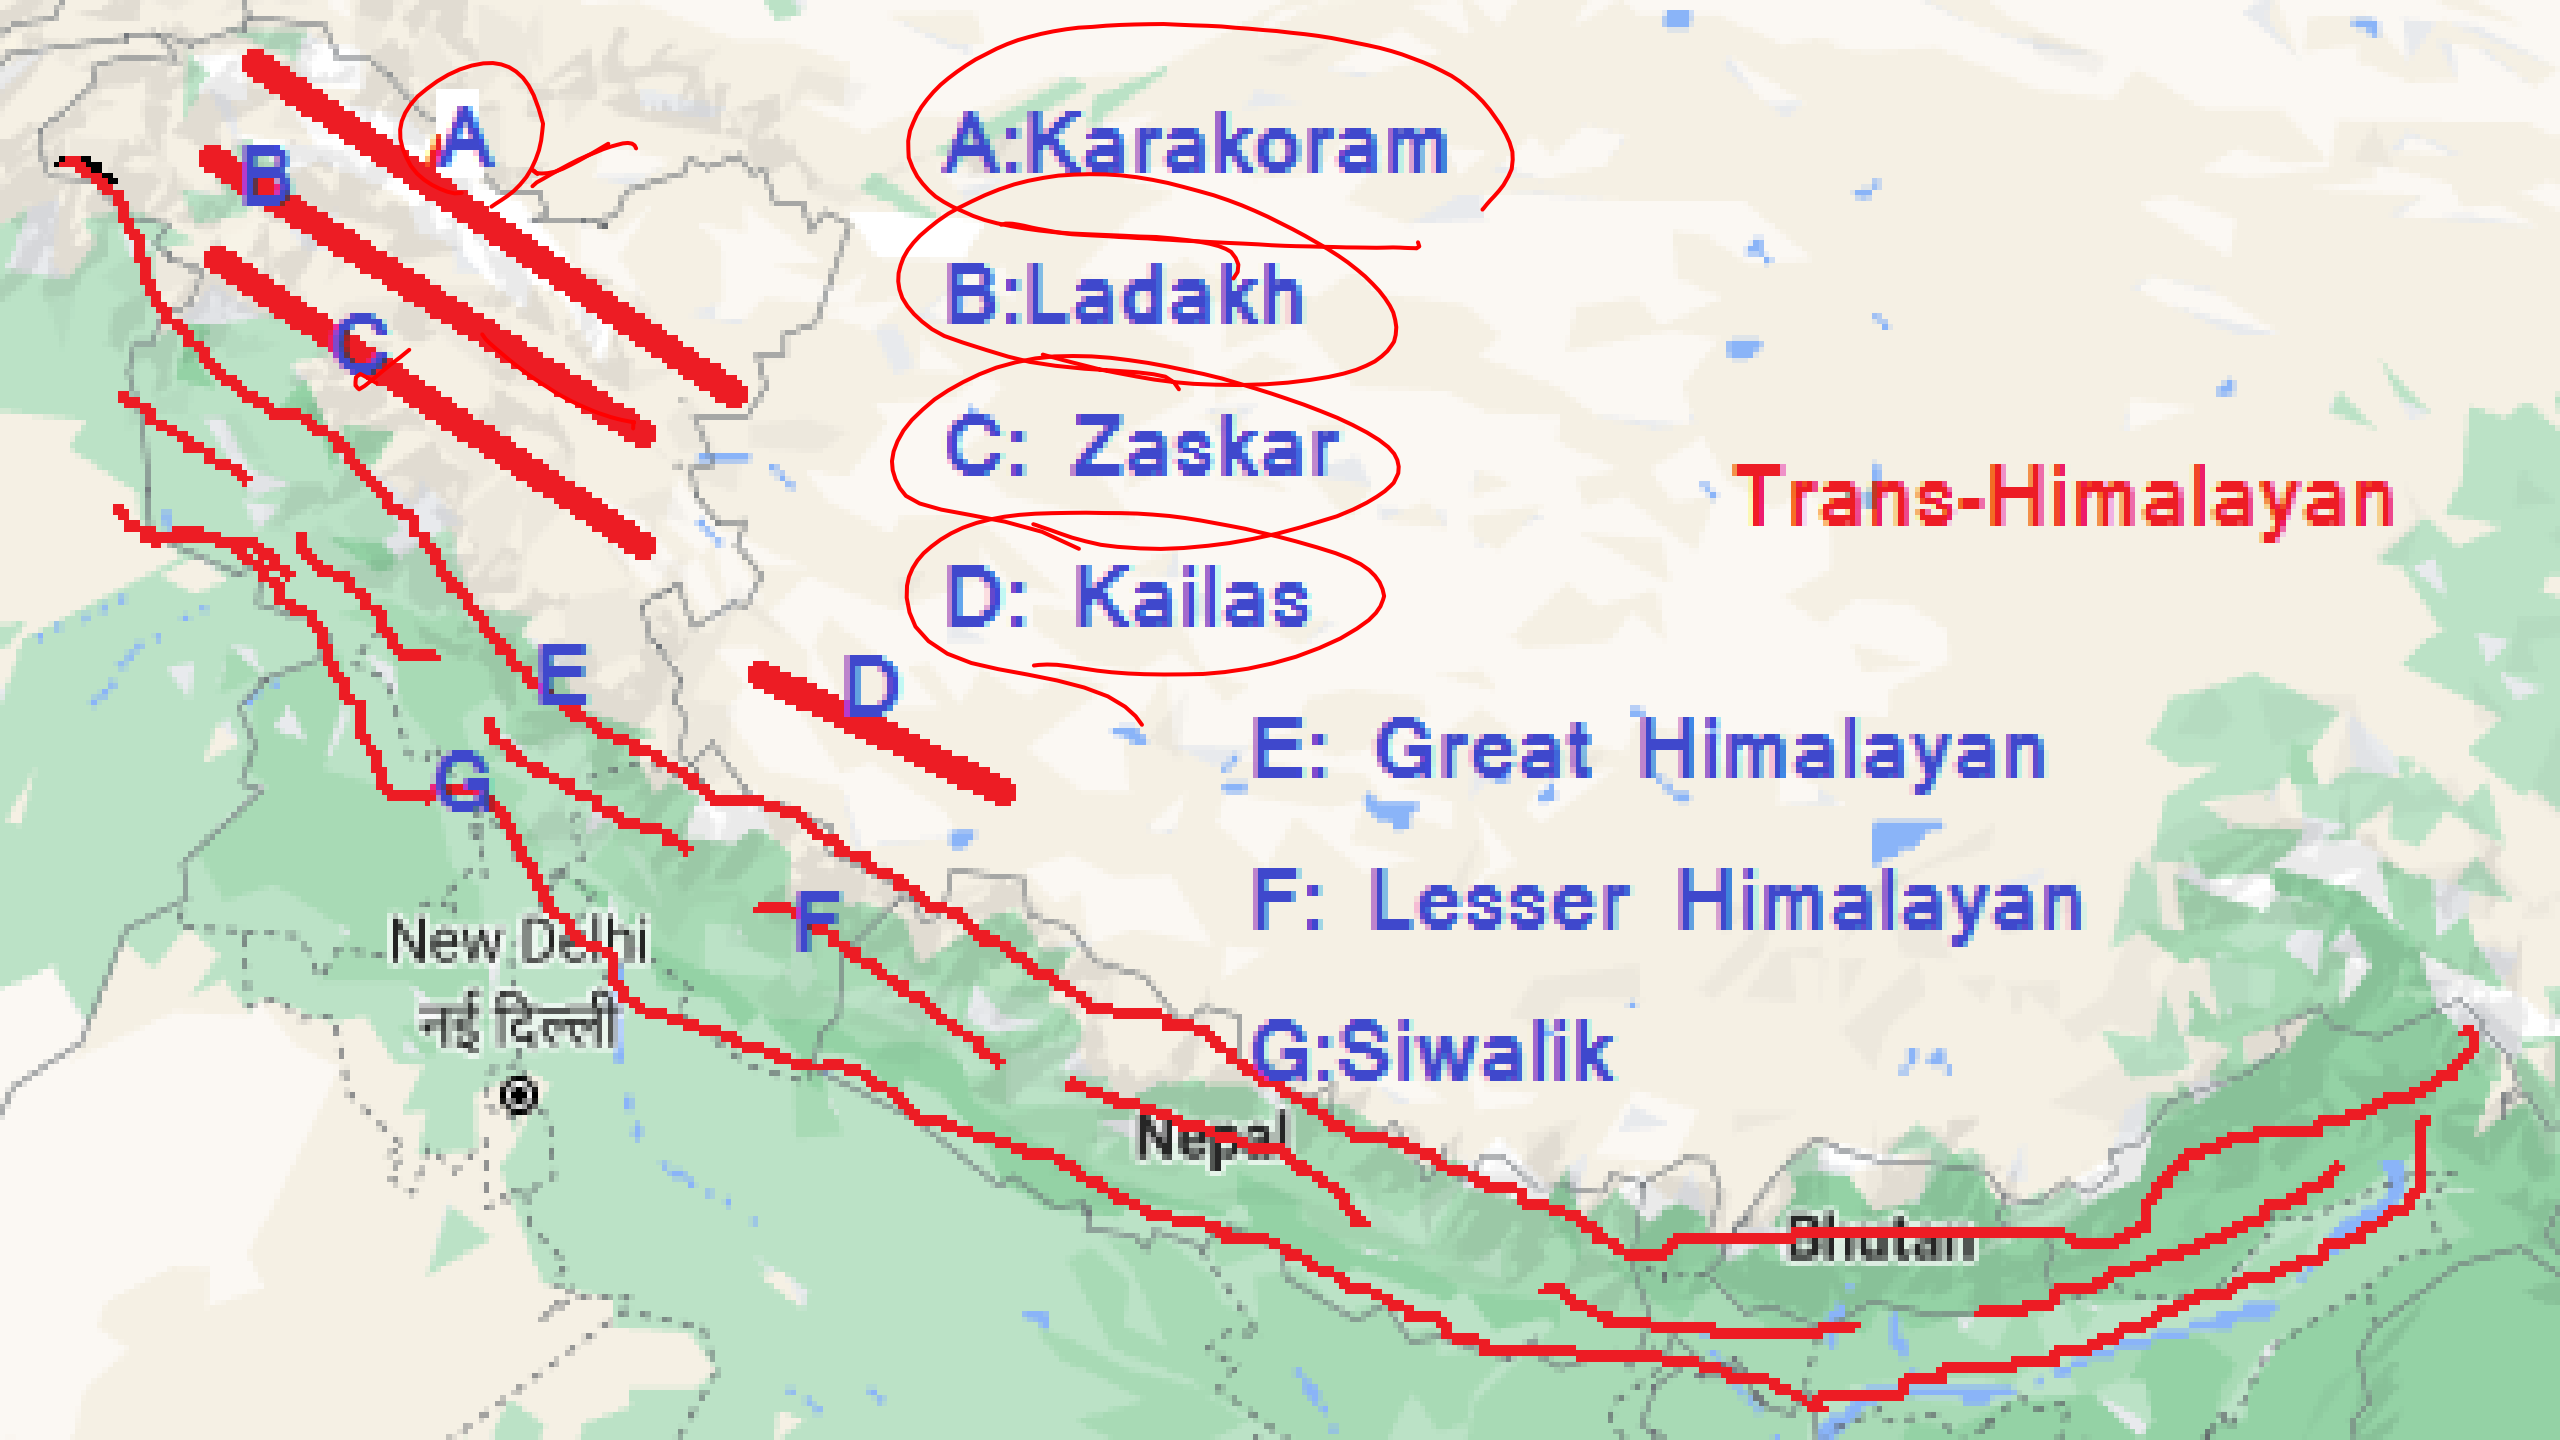 A
A:Karakoram
B
B:Ladakh
C
C: Zaskar
Trans-Himalayan
D: Kailas
E
D
G
E: Great Himalayan
F
F: Lesser Himalayan
New Delhi
नई दिल्ली
G:Siwalik
Nepal
Bhutan